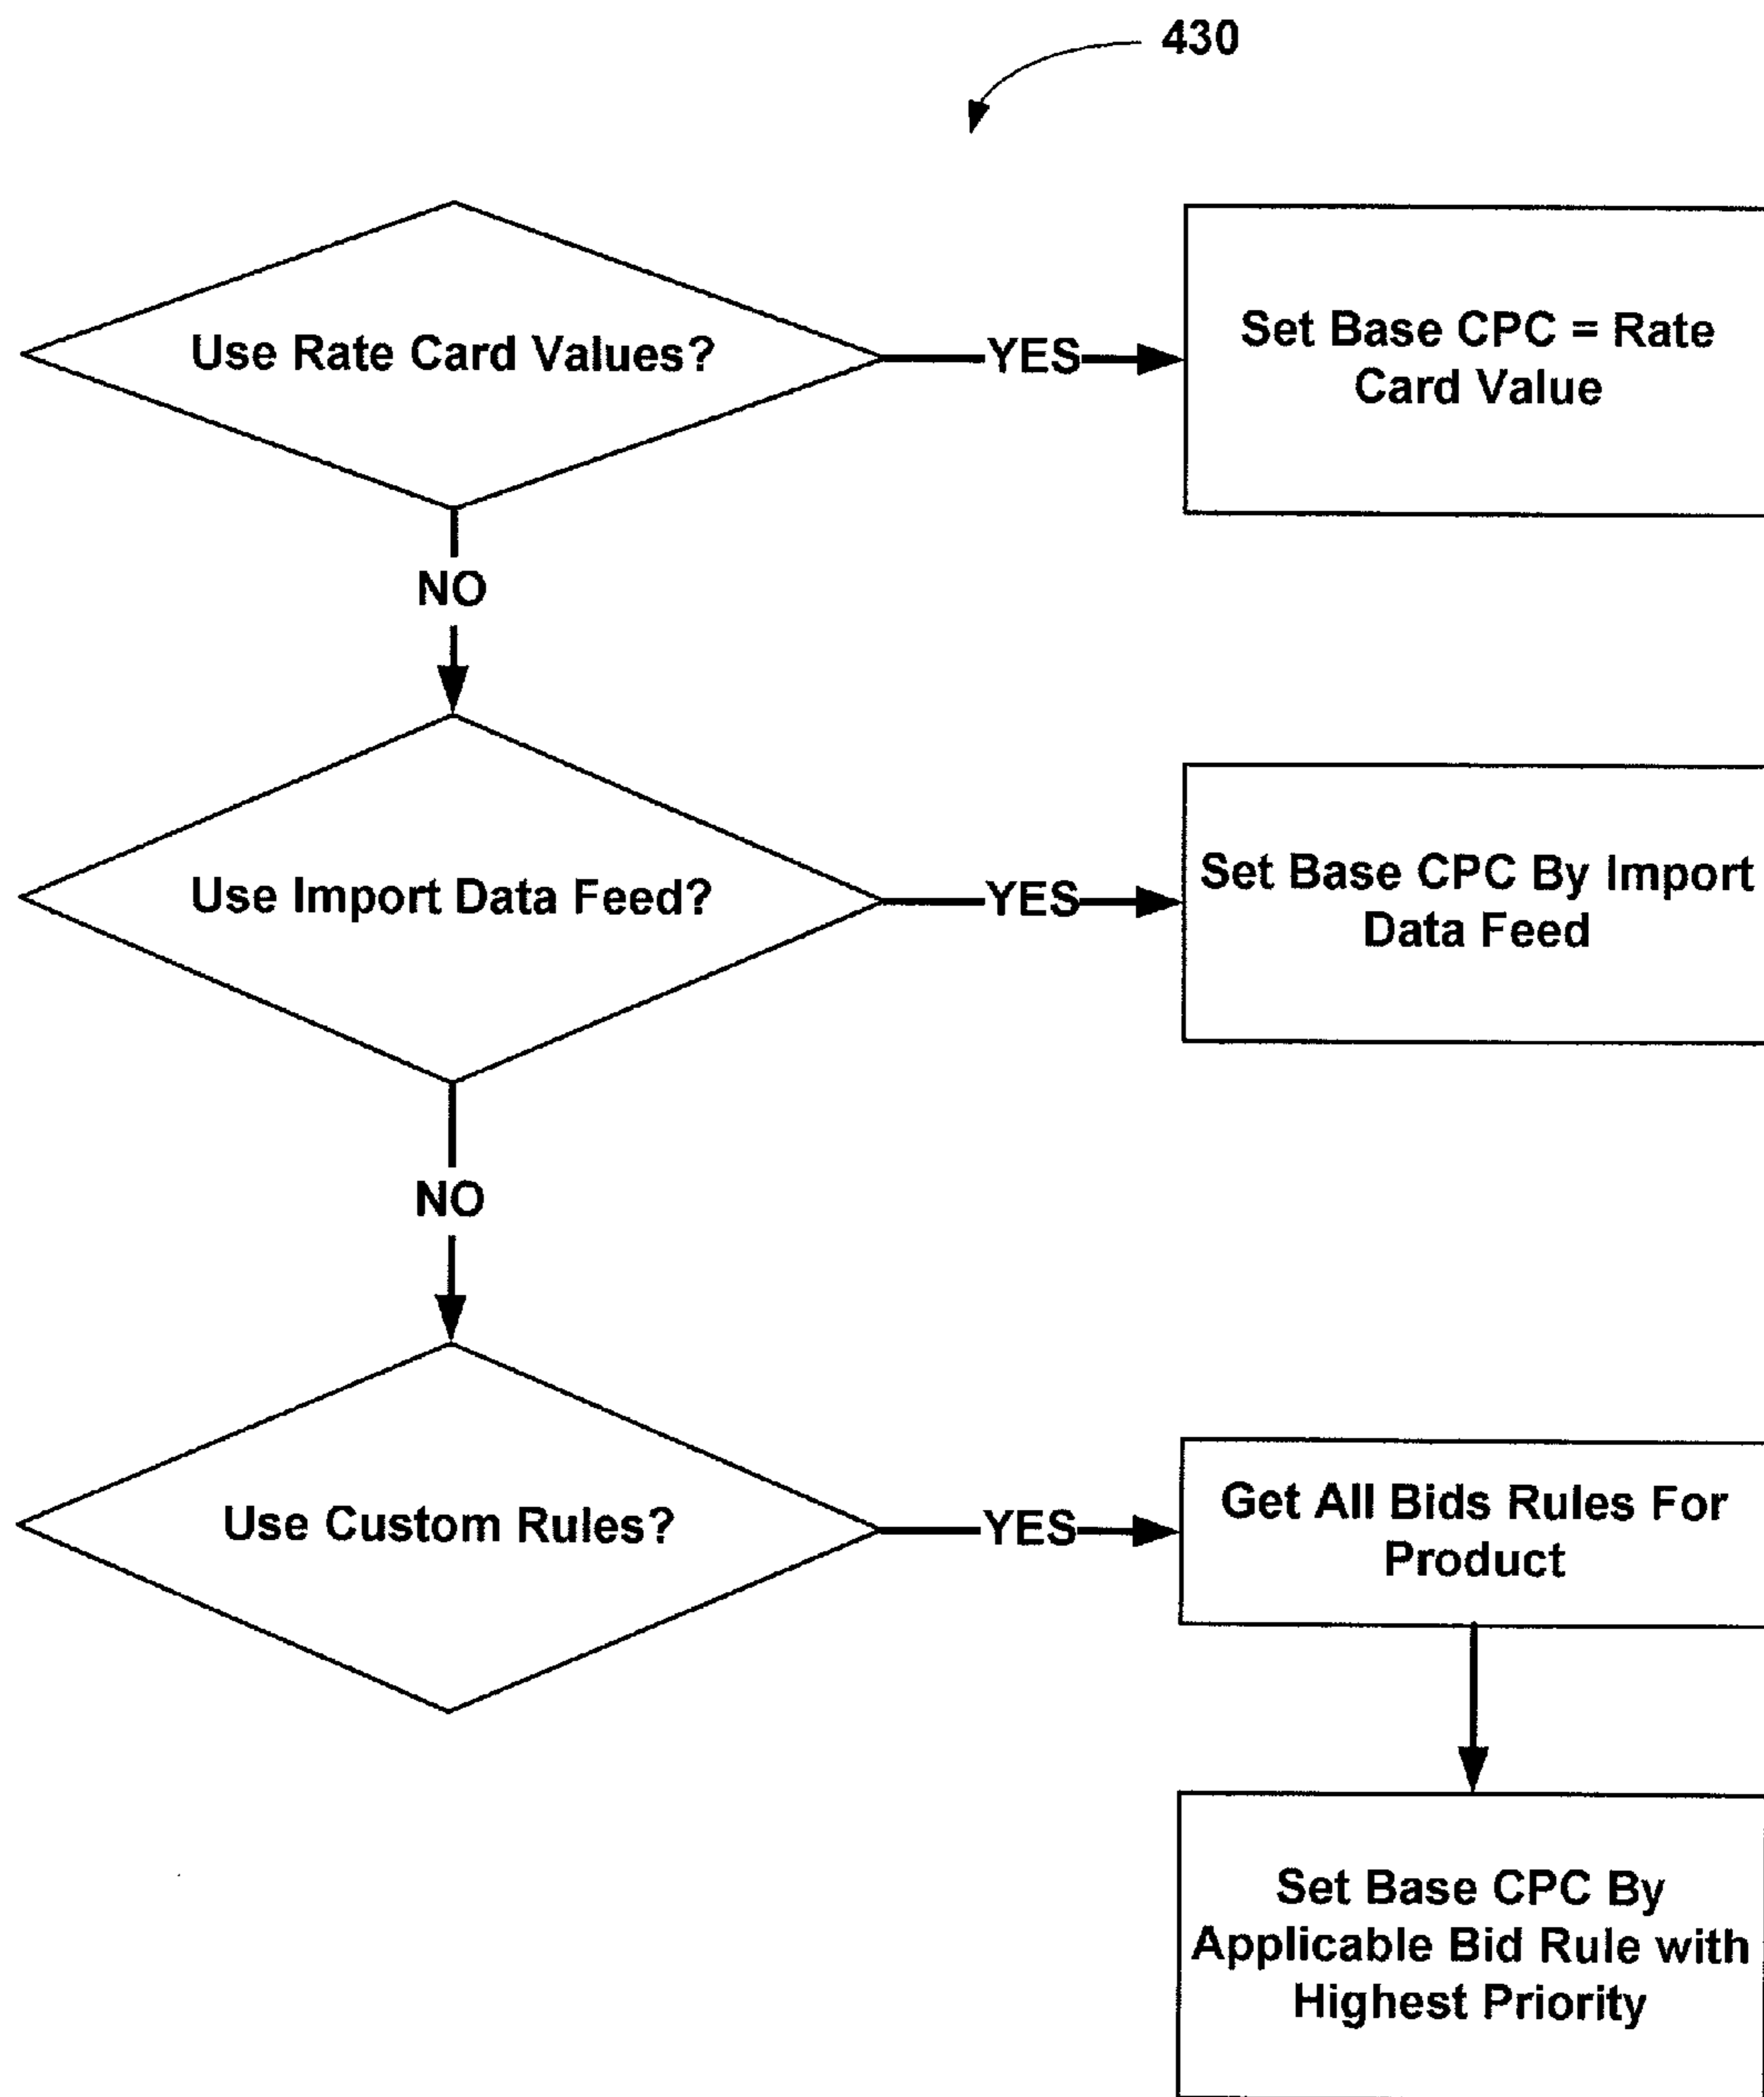 430
Use Rate Card Values?
YES
Set Base CPC = Rate
Card Value
NO
Use Import Data Feed?
YES
Set Base CPC By Import
Data Feed
NO
Use Custom Rules?
YES
Get All Bids Rules For
Product
Set Base CPC By
Applicable Bid Rule with
Highest Priority